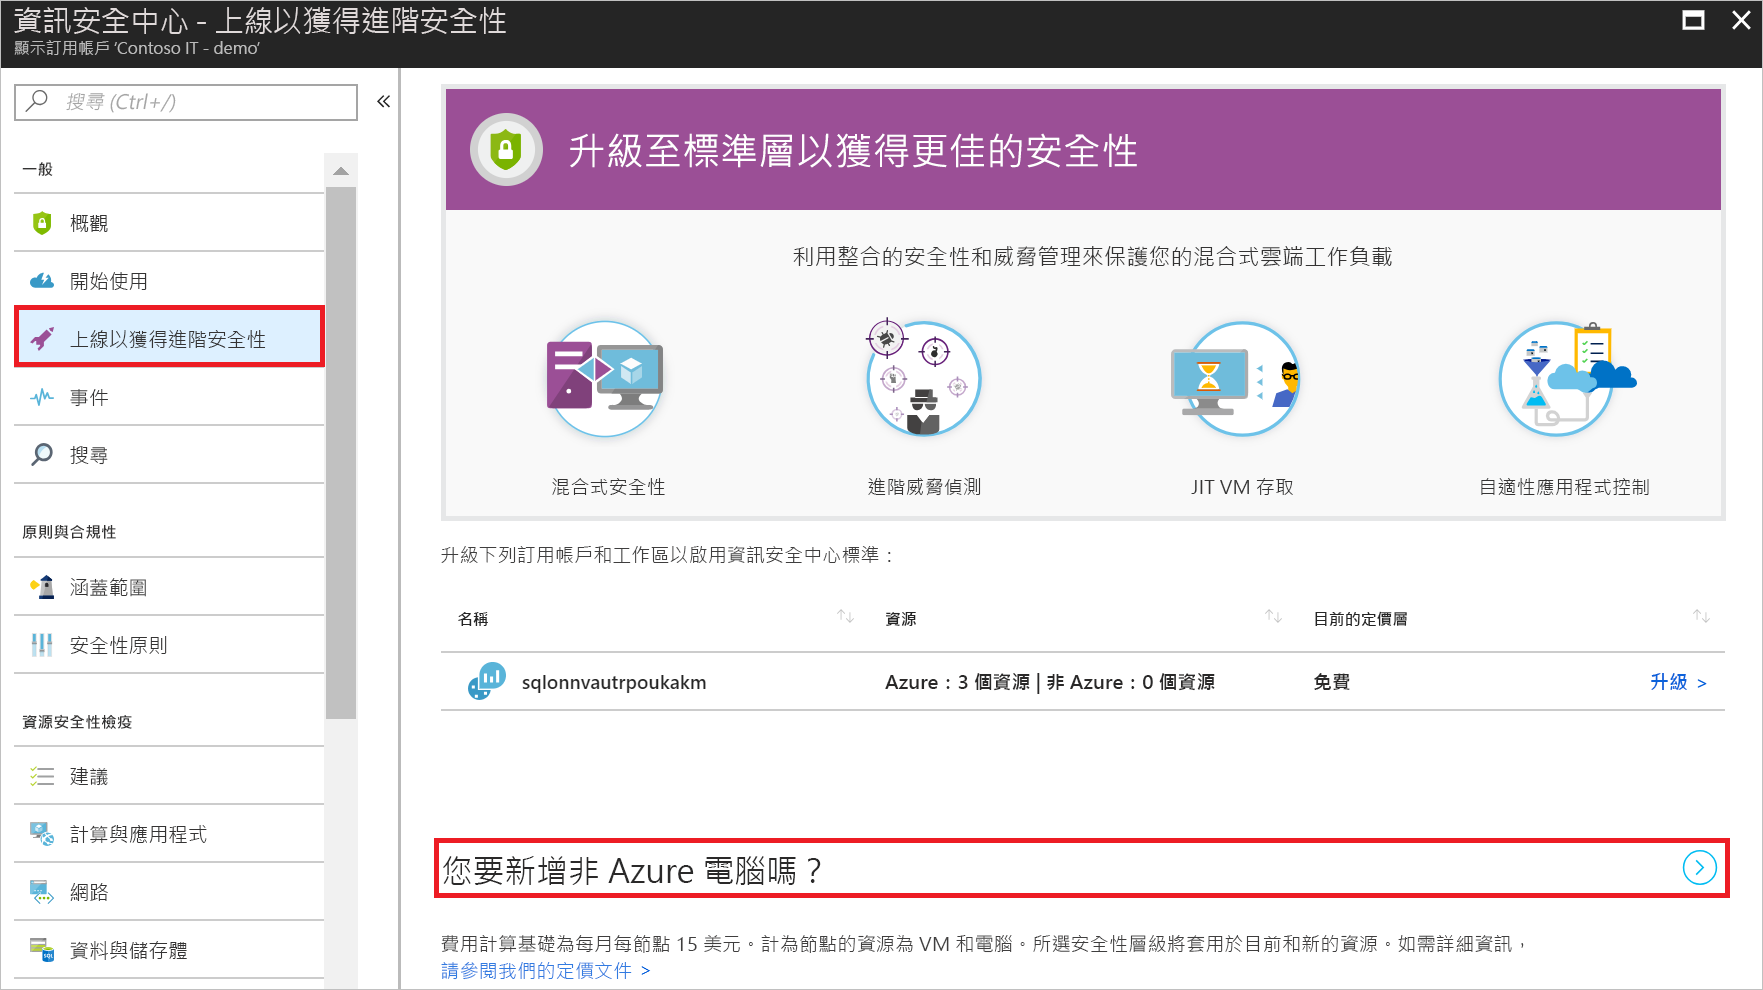 資訊安全中心 - 上線以獲得進階安全性
顯示訂用帳戶 'Contoso IT - demo'
搜尋 (Ctrl+/)
一般
概觀
開始使用
上線以獲得進階安全性
事件
搜尋
原則與合規性
涵蓋範圍
安全性原則
資源安全性檢疫
建議
計算與應用程式
網路
資料與儲存體
升級至標準層以獲得更佳的安全性
利用整合的安全性和威脅管理來保護您的混合式雲端工作負載
混合式安全性
進階威脅偵測
JIT VM 存取
自適性應用程式控制
升級下列訂用帳戶和工作區以啟用資訊安全中心標準：
名稱 資源 目前的定價層
sqlonnvautrpoukakm Azure：3 個資源 | 非 Azure：0 個資源 免費 升級 >
您要新增非 Azure 電腦嗎？
費用計算基礎為每月每節點 15 美元。計為節點的資源為 VM 和電腦。所選安全性層級將套用於目前和新的資源。如需詳細資訊，
請參閱我們的定價文件 >